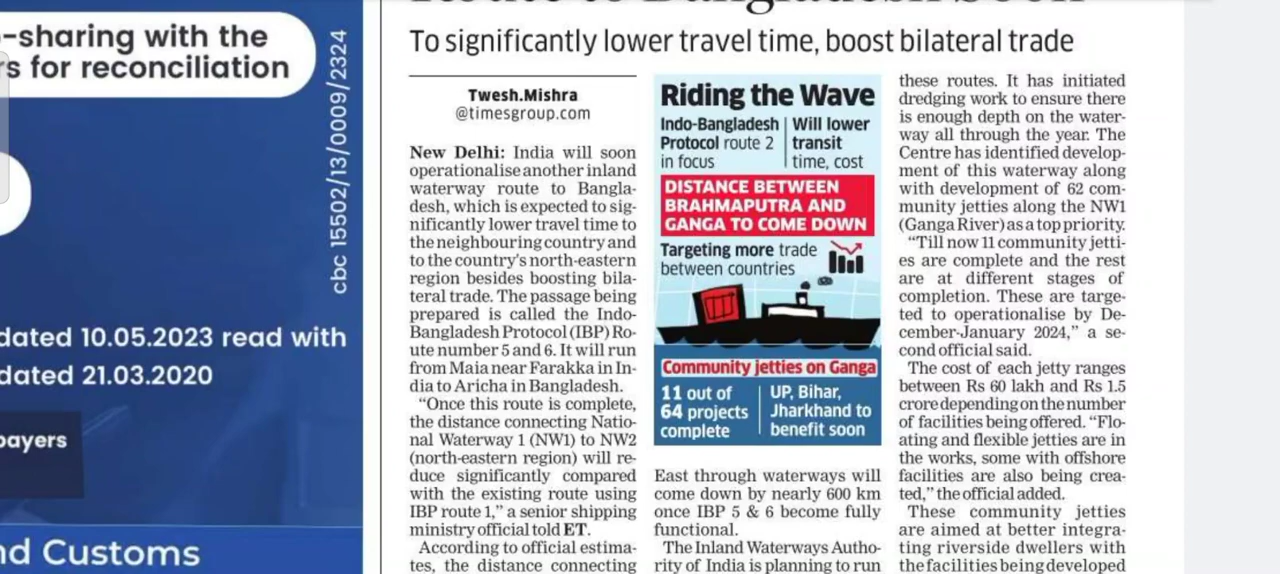 -sharing with the
s for reconciliation
cbc 15502/13/0009/2324
dated 10.05.2023 read with
dated 21.03.2020
payers
nd Customs
Route to Bangladesh Soon
To significantly lower travel time, boost bilateral trade
Twesh.Mishra
@timesgroup.com
New Delhi: India will soon
operationalise another inland
waterway route to Bangla-
desh, which is expected to sig-
nificantly lower travel time to
the neighbouring country and
to the country's north-eastern
region besides boosting bila-
teral trade. The passage being
prepared is called the Indo-
Bangladesh Protocol (IBP) Ro-
ute number 5 and 6. It will run
from Maia near Farakka in In-
dia to Aricha in Bangladesh.
“Once this route is complete,
the distance connecting Natio-
nal Waterway 1 (NW1) to NW2
(north-eastern region) will re-
duce significantly compared
with the existing route using
IBP route 1,” a senior shipping
ministry official told ET.
According to official estima-
tes, the distance connecting
Riding the Wave
Indo-Bangladesh
Protocol route 2
in focus
Will lower
transit
time, cost
DISTANCE BETWEEN
BRAHMAPUTRA AND
GANGA TO COME DOWN
Targeting more trade
between countries
Community jetties on Ganga
11 out of
64 projects
complete
UP, Bihar,
Jharkhand to
benefit soon
East through waterways will
come down by nearly 600 km
once IBP 5 & 6 become fully
functional.
The Inland Waterways Autho-
rity of India is planning to run
these routes. It has initiated
dredging work to ensure there
is enough depth on the water-
way all through the year. The
Centre has identified develop-
ment of this waterway along
with development of 62 com-
munity jetties along the NW1
(Ganga River) as a top priority.
“Till now 11 community jetti-
es are complete and the rest
are at different stages of
completion. These are targe-
ted to operationalise by De-
cember-January 2024,” a se-
cond official said.
The cost of each jetty ranges
between Rs 60 lakh and Rs 1.5
crore depending on the number
of facilities being offered. “Flo-
ating and flexible jetties are in
the works, some with offshore
facilities are also being crea-
ted,” the official added.
These community jetties
are aimed at better integra-
ting riverside dwellers with
the facilities being developed